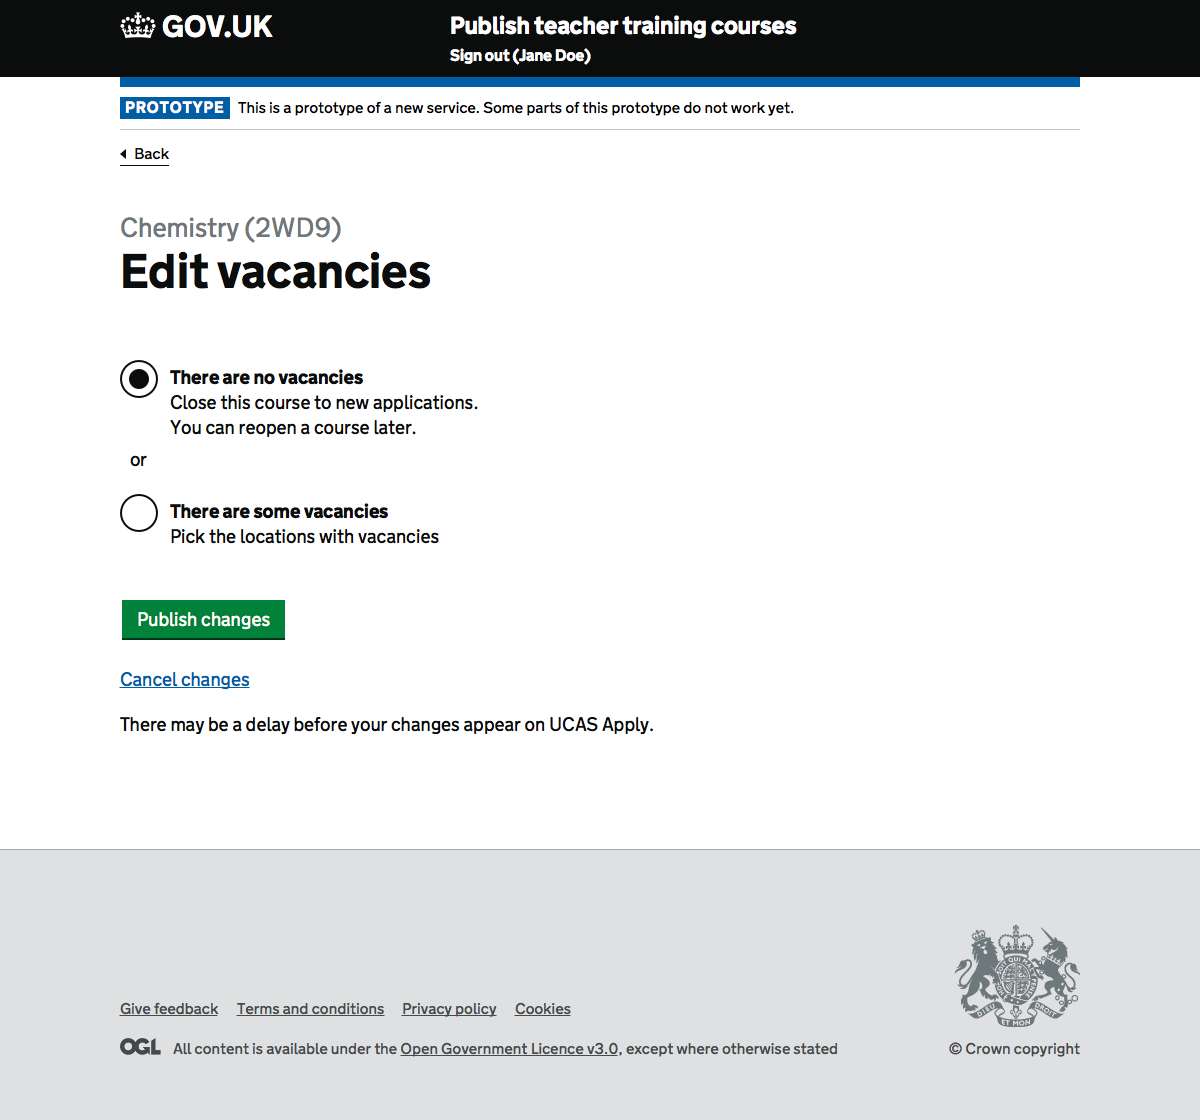 GOV.UK
Publish teacher training courses
Sign out (Jane Doe)
PROTOTYPE This is a prototype of a new service. Some parts of this prototype do not work yet.
Back
Chemistry (2WD9)
Edit vacancies
There are no vacancies
Close this course to new applications.
You can reopen a course later.
or
There are some vacancies
Pick the locations with vacancies
Publish changes
Cancel changes
There may be a delay before your changes appear on UCAS Apply.
Give feedback Terms and conditions Privacy policy Cookies
OGL All content is available under the Open Government Licence v3.0, except where otherwise stated
DIEU ET MON DROIT
© Crown copyright